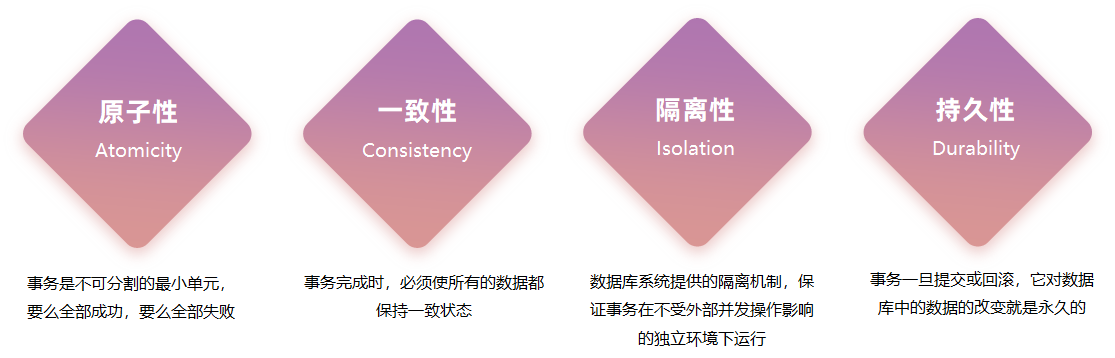 原子性
Atomicity
事务是不可分割的最小单元，
要么全部成功，要么全部失败
一致性
Consistency
事务完成时，必须使所有的数据都
保持一致状态
隔离性
Isolation
数据库系统提供的隔离机制，保
证事务在不受外部并发操作影响
的独立环境下运行
持久性
Durability
事务一旦提交或回滚，它对数据
库中的数据的改变就是永久的